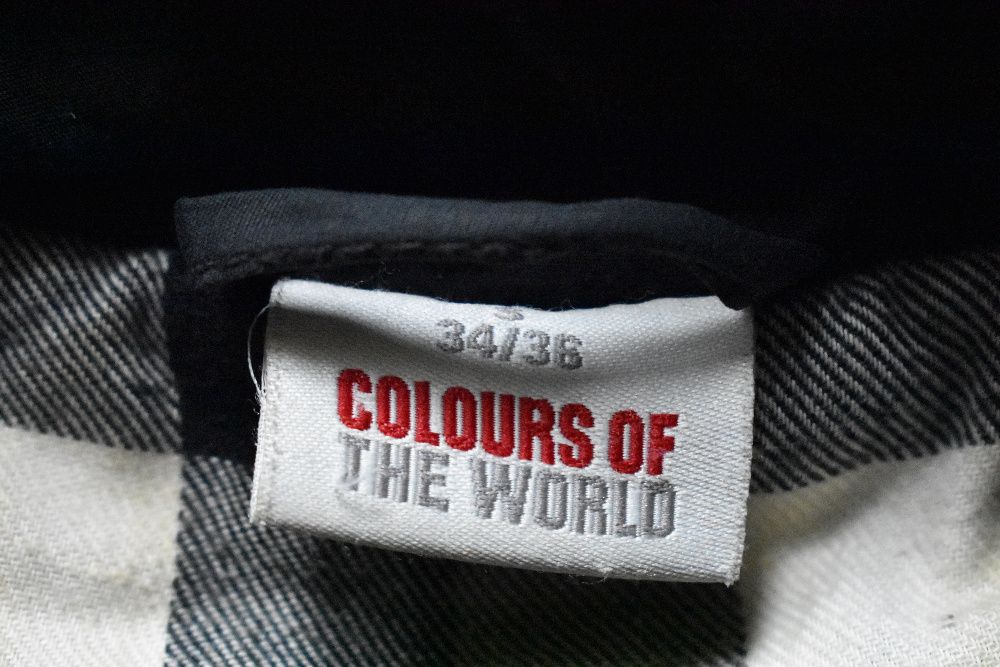 S
34/36
COLOURS OF
THE WORLD